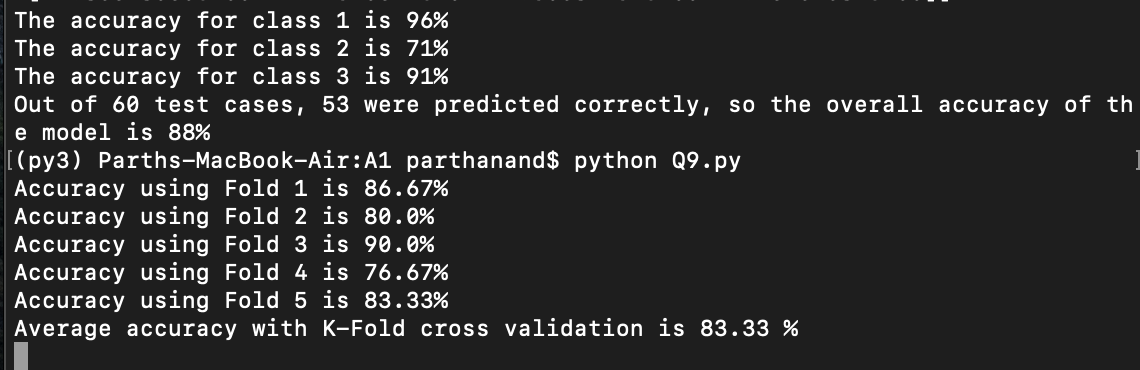 The accuracy for class 1 is 96%
The accuracy for class 2 is 71%
The accuracy for class 3 is 91%
Out of 60 test cases, 53 were predicted correctly, so the overall accuracy of th
e model is 88%
[(py3) Parths-MacBook-Air:A1 parthanand$ python Q9.py ]
Accuracy using Fold 1 is 86.67%
Accuracy using Fold 2 is 80.0%
Accuracy using Fold 3 is 90.0%
Accuracy using Fold 4 is 76.67%
Accuracy using Fold 5 is 83.33%
Average accuracy with K-Fold cross validation is 83.33 %